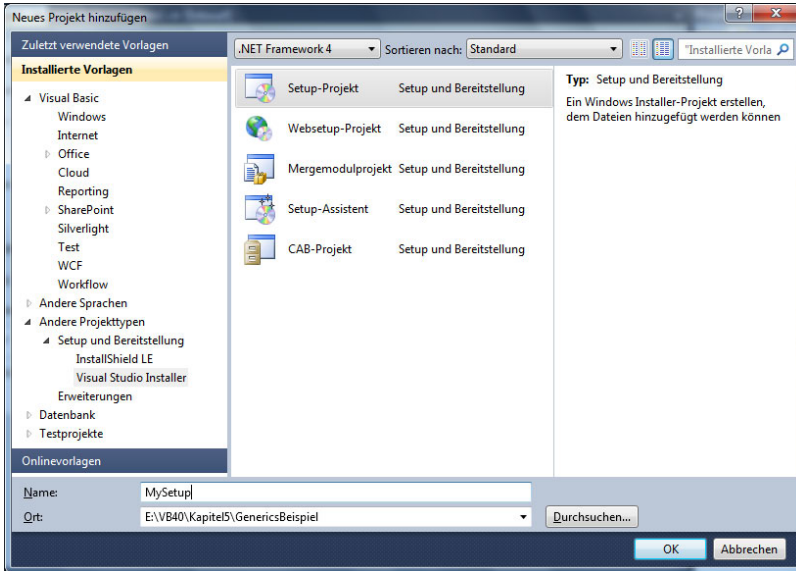 Neues Projekt hinzufügen
Zuletzt verwendete Vorlagen
.NET Framework 4
Sortieren nach: Standard
"Installierte Vorla
Installierte Vorlagen
Visual Basic
Windows
Internet
Office
Cloud
Reporting
SharePoint
Silverlight
Test
WCF
Workflow
Andere Sprachen
Andere Projekttypen
Setup und Bereitstellung
InstallShield LE
Visual Studio Installer
Erweiterungen
Datenbank
Testprojekte
Onlinevorlagen
Setup-Projekt Setup und Bereitstellung
Websetup-Projekt Setup und Bereitstellung
Mergemodulprojekt Setup und Bereitstellung
Setup-Assistent Setup und Bereitstellung
CAB-Projekt Setup und Bereitstellung
Typ: Setup und Bereitstellung
Ein Windows Installer-Projekt erstellen,
dem Dateien hinzugefügt werden können
Name: MySetup
Ort: E:\VB40\Kapitel5\GenericsBeispiel
Durchsuchen...
OK Abbrechen